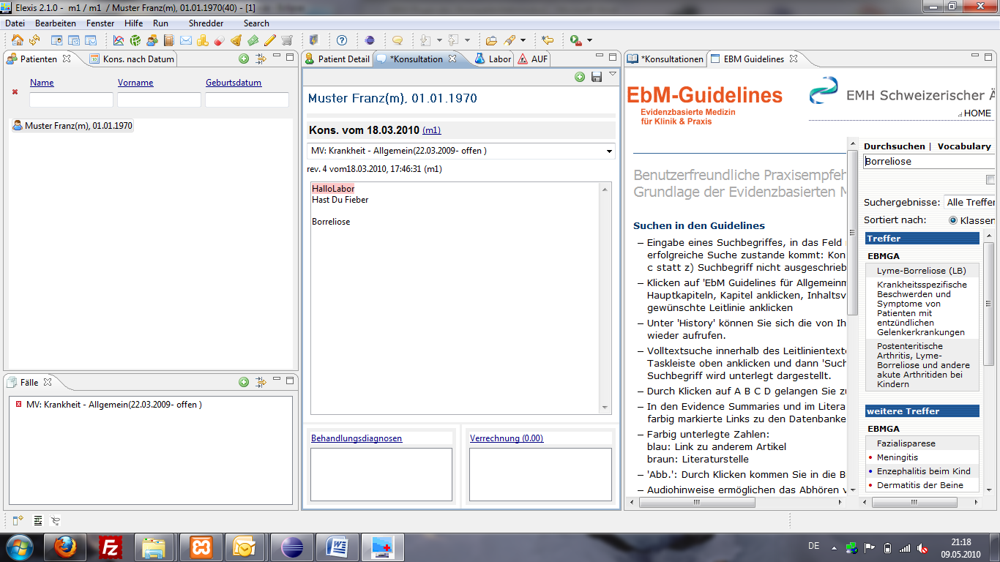 Elexis 2.1.0 -  m1 / m1  / Muster Franz(m), 01.01.1970(40) - [1]
Datei Bearbeiten Fenster Hilfe Run Shredder Search
Patienten
Kons. nach Datum
Name Vorname Geburtsdatum
Muster Franz(m), 01.01.1970
Fälle
MV: Krankheit - Allgemein(22.03.2009- offen )
Patient Detail
*Konsultation
Labor
AUF
Muster Franz(m), 01.01.1970
Kons. vom 18.03.2010 (m1)
MV: Krankheit - Allgemein(22.03.2009- offen )
rev. 4 vom18.03.2010, 17:46:31 (m1)
HalloLabor
Hast Du Fieber
Borreliose
Behandlungsdiagnosen
Verrechnung (0.00)
*Konsultationen
EBM Guidelines
EbM-Guidelines
Evidenzbasierte Medizin
für Klinik & Praxis
EMH Schweizerischer Ä
HOME
Benutzerfreundliche Praxisempfeh
Grundlage der Evidenzbasierten M
Suchen in den Guidelines
– Eingabe eines Suchbegriffes, in das Feld
erfolgreiche Suche zustande kommt: Kon
c statt z) Suchbegriff nicht ausgeschrieb
– Klicken auf 'EbM Guidelines für Allgemeinm
Hauptkapiteln, Kapitel anklicken, Inhaltsv
gewünschte Leitlinie anklicken
– Unter 'History' können Sie sich die von Ih
wieder aufrufen.
– Volltextsuche innerhalb des Leitlinientexte
Taskleiste oben anklicken und dann 'Such
Suchbegriff wird unterlegt dargestellt.
– Durch Klicken auf A B C D gelangen Sie zu
– In den Evidence Summaries und im Litera
farbig markierte Links zu den Datenbanke
– Farbig unterlegte Zahlen:
blau: Link zu anderem Artikel
braun: Literaturstelle
– 'Abb.': Durch Klicken kommen Sie in die B
– Audiohinweise ermöglichen das Abhören v
Durchsuchen | Vocabulary
Borreliose
Suchergebnisse: Alle Treffer
Sortiert nach: Klassen
Treffer
EBMGA
Lyme-Borreliose (LB)
Krankheitsspezifische
Beschwerden und
Symptome von
Patienten mit
entzündlichen
Gelenkerkrankungen
Postenteritische
Arthritis, Lyme-
Borreliose und andere
akute Arthritiden bei
Kindern
weitere Treffer
EBMGA
Fazialisparese
• Meningitis
• Enzephalitis beim Kind
• Dermatitis der Beine
DE
21:18
09.05.2010